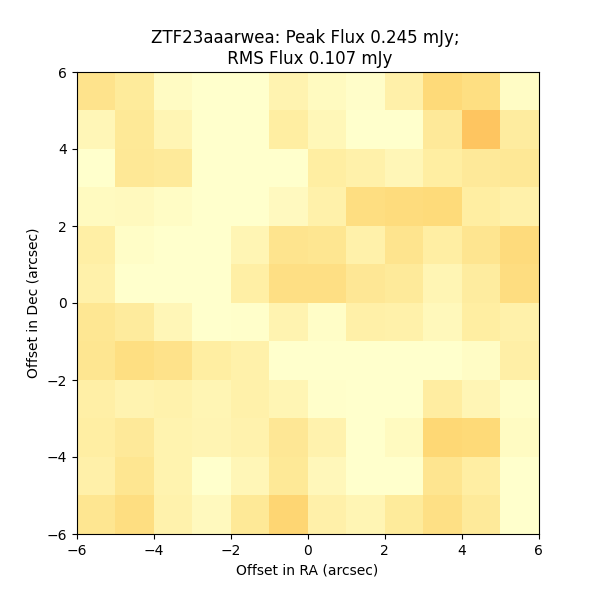 ZTF23aaarwea: Peak Flux 0.245 mJy;
RMS Flux 0.107 mJy
6
4
2
0
−2
−4
−6
Offset in Dec (arcsec)
−6 −4 −2 0 2 4 6
Offset in RA (arcsec)